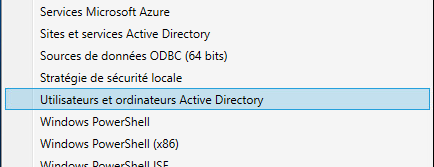 Services Microsoft Azure
Sites et services Active Directory
Sources de données ODBC (64 bits)
Stratégie de sécurité locale
Utilisateurs et ordinateurs Active Directory
Windows PowerShell
Windows PowerShell (x86)
Windows PowerShell ISE